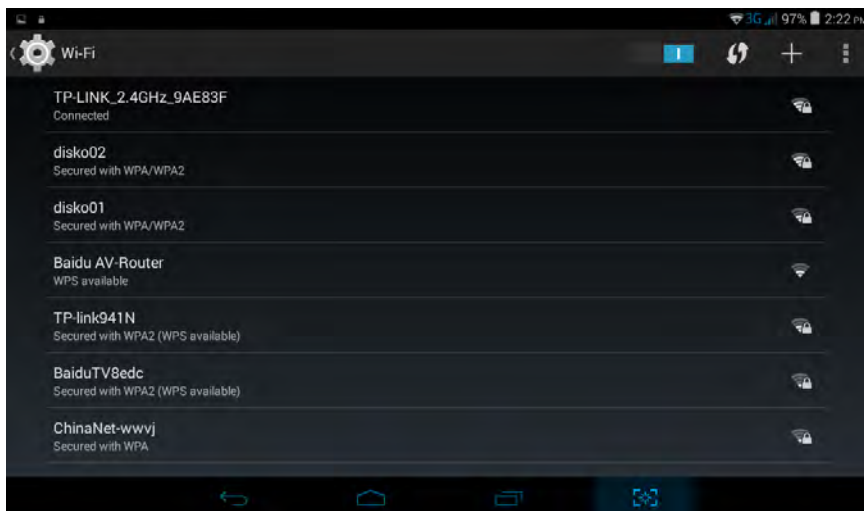 3G 97% 2:22 PM
Wi-Fi
TP-LINK_2.4GHz_9AE83F
Connected
disko02
Secured with WPA/WPA2
disko01
Secured with WPA/WPA2
Baidu AV-Router
WPS available
TP-link941N
Secured with WPA2 (WPS available)
BaiduTV8edc
Secured with WPA2 (WPS available)
ChinaNet-wwvj
Secured with WPA